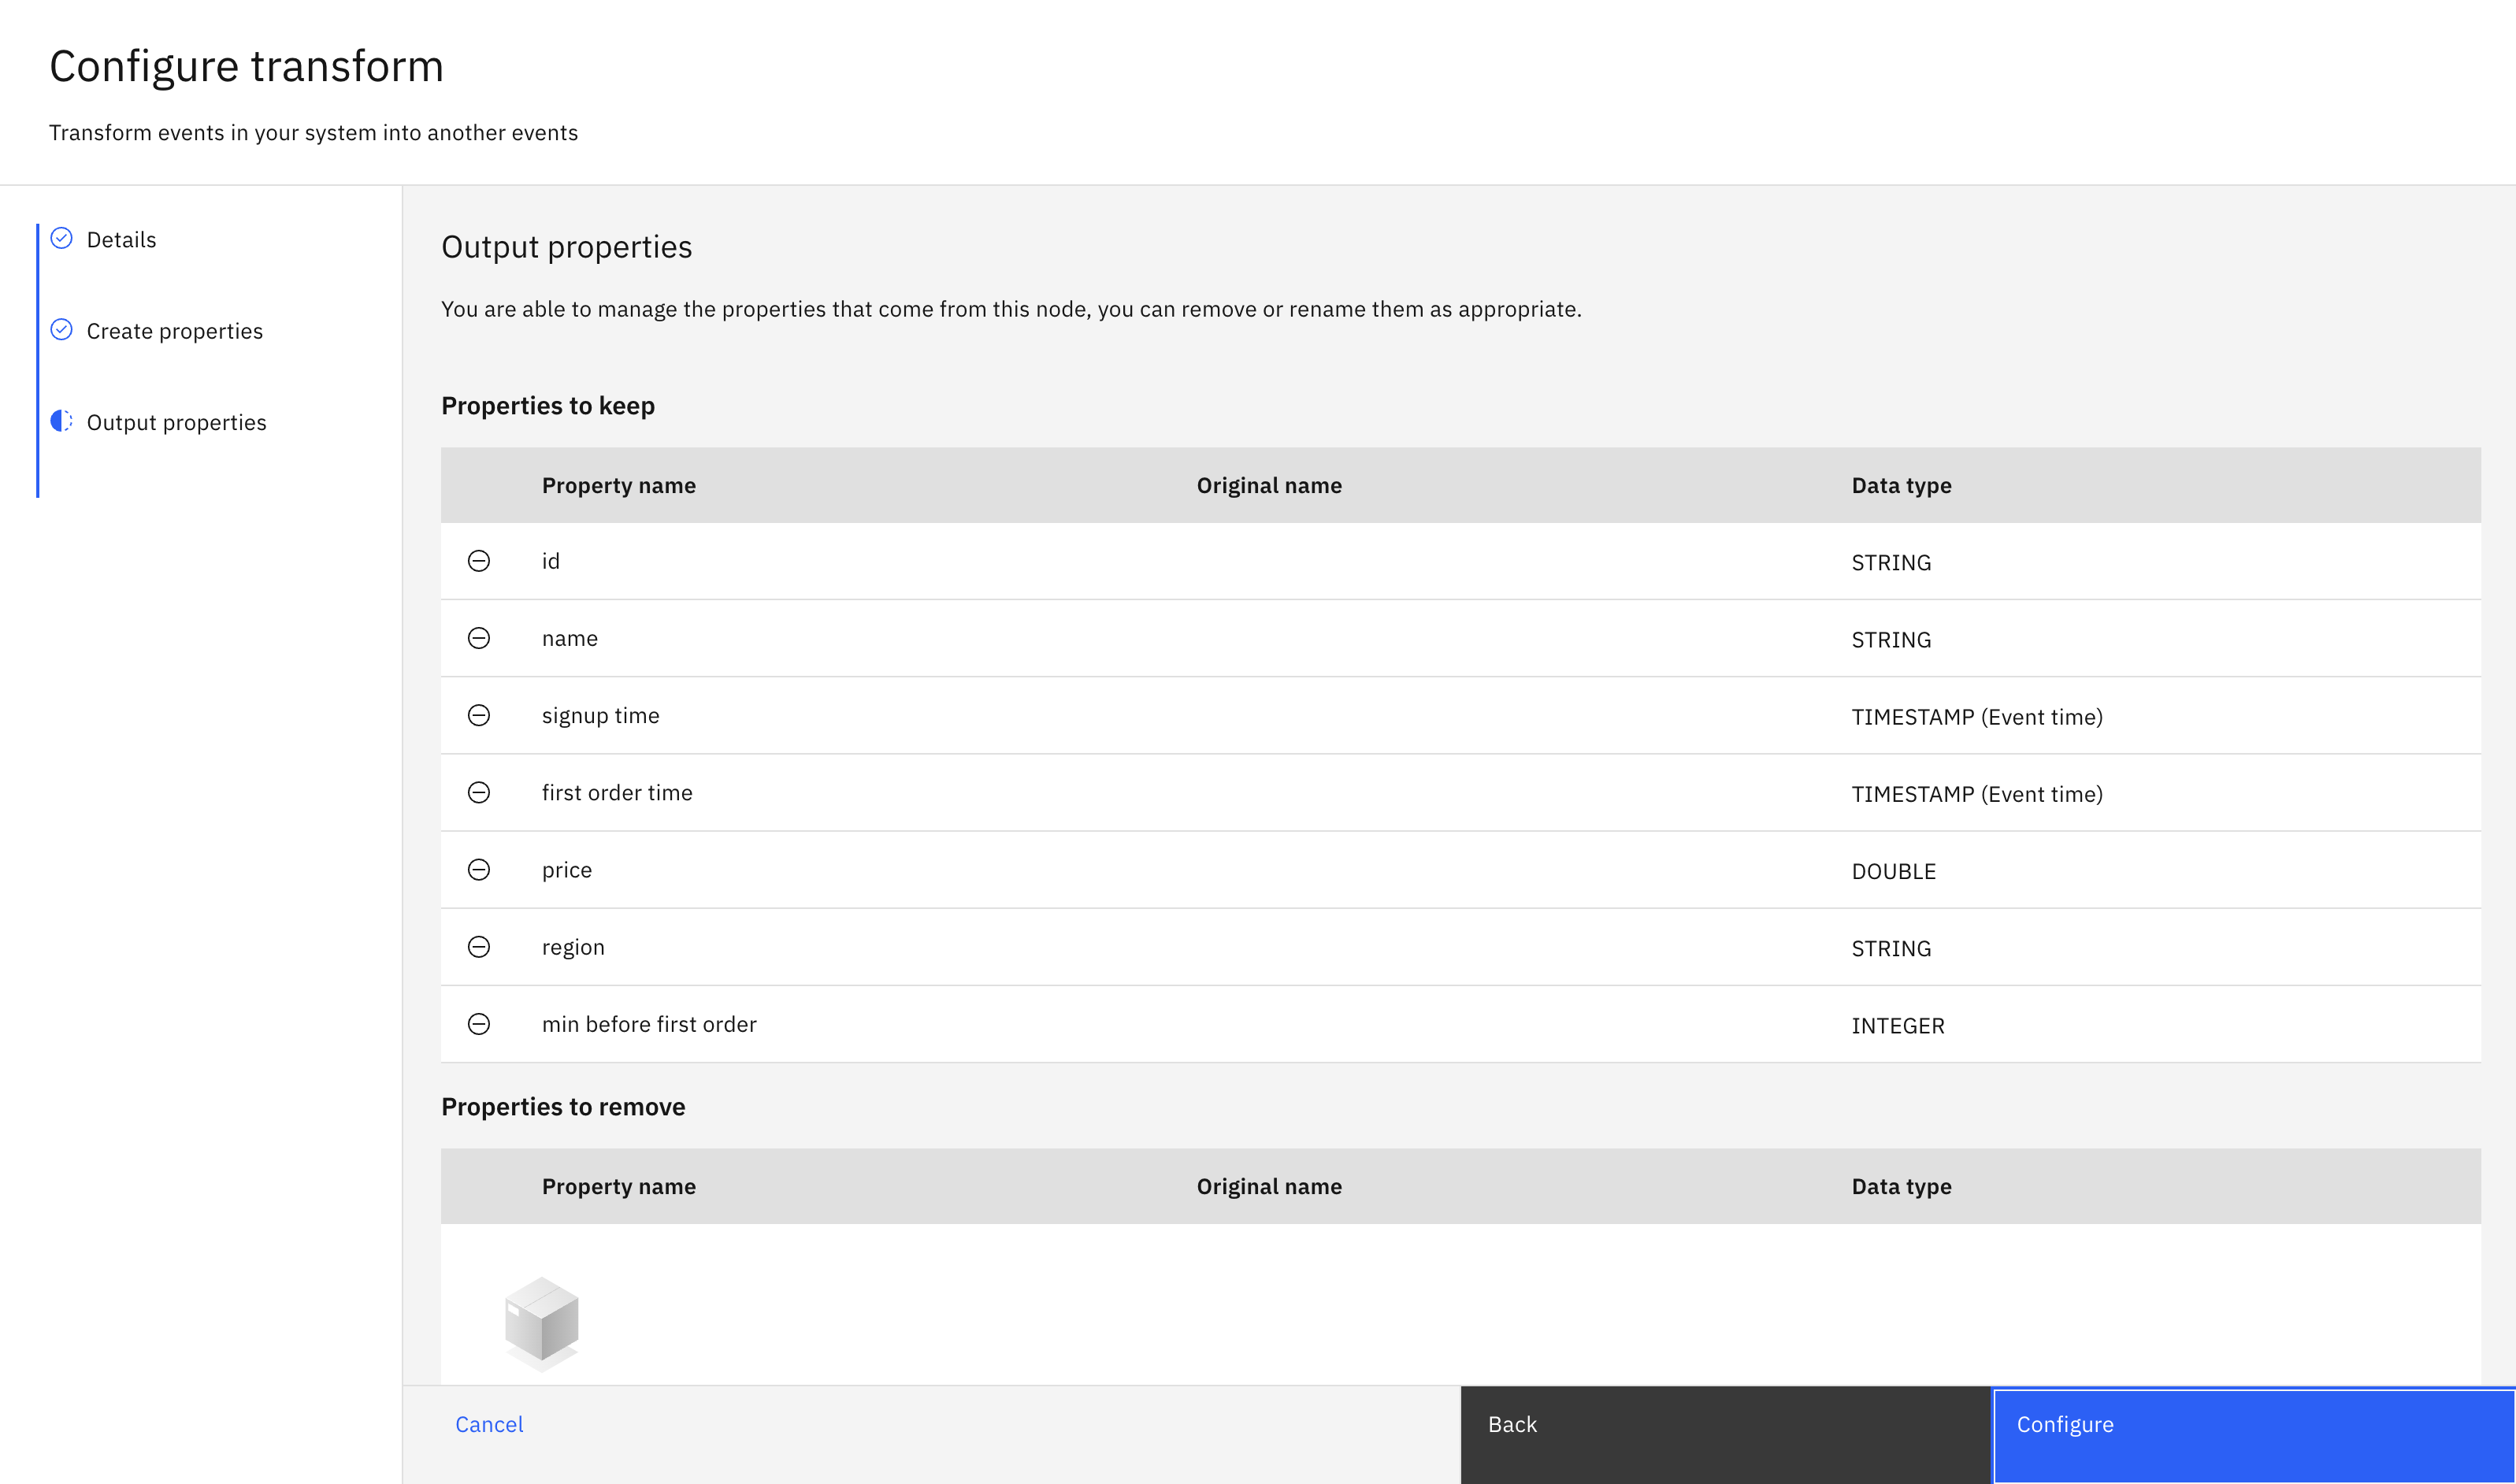 Configure transform
Transform events in your system into another events
Details
Create properties
Output properties
Output properties
You are able to manage the properties that come from this node, you can remove or rename them as appropriate.
Properties to keep
Property name Original name Data type
id STRING
name STRING
signup time TIMESTAMP (Event time)
first order time TIMESTAMP (Event time)
price DOUBLE
region STRING
min before first order INTEGER
Properties to remove
Property name Original name Data type
Cancel Back Configure